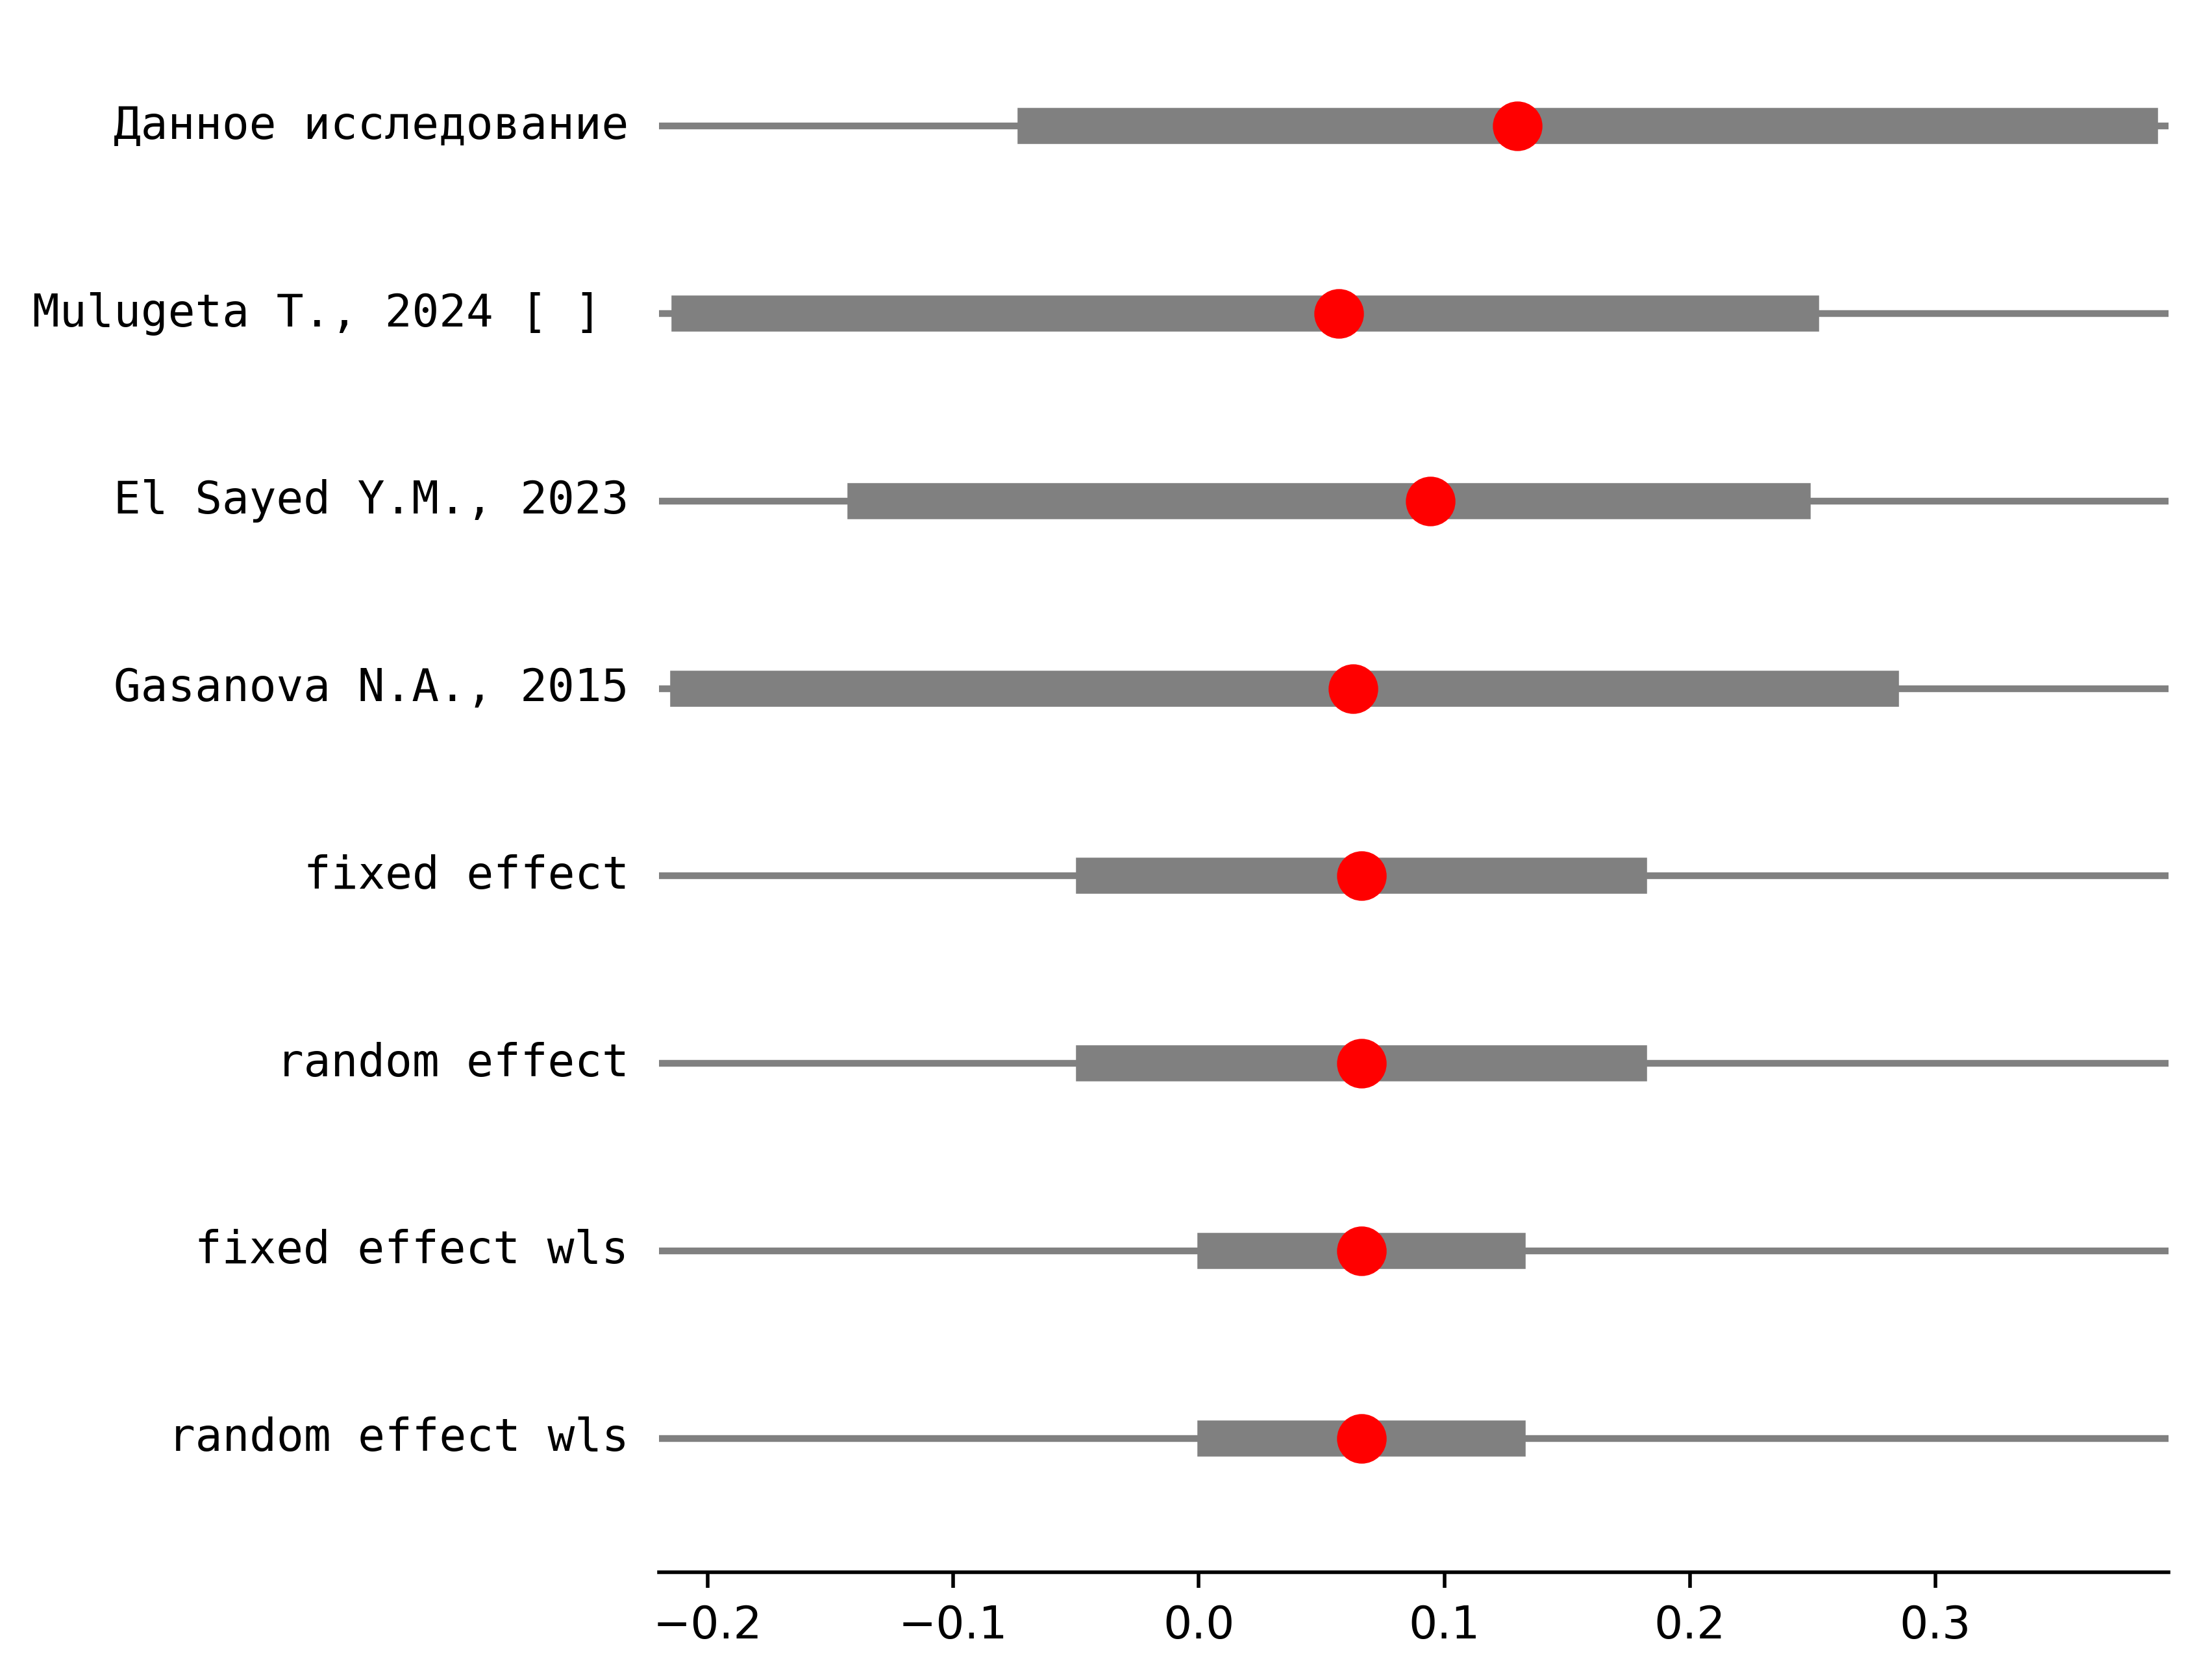 Данное исследование
Mulugeta T., 2024 [ ]
El Sayed Y.M., 2023
Gasanova N.A., 2015
fixed effect
random effect
fixed effect wls
random effect wls
−0.2 −0.1 0.0 0.1 0.2 0.3